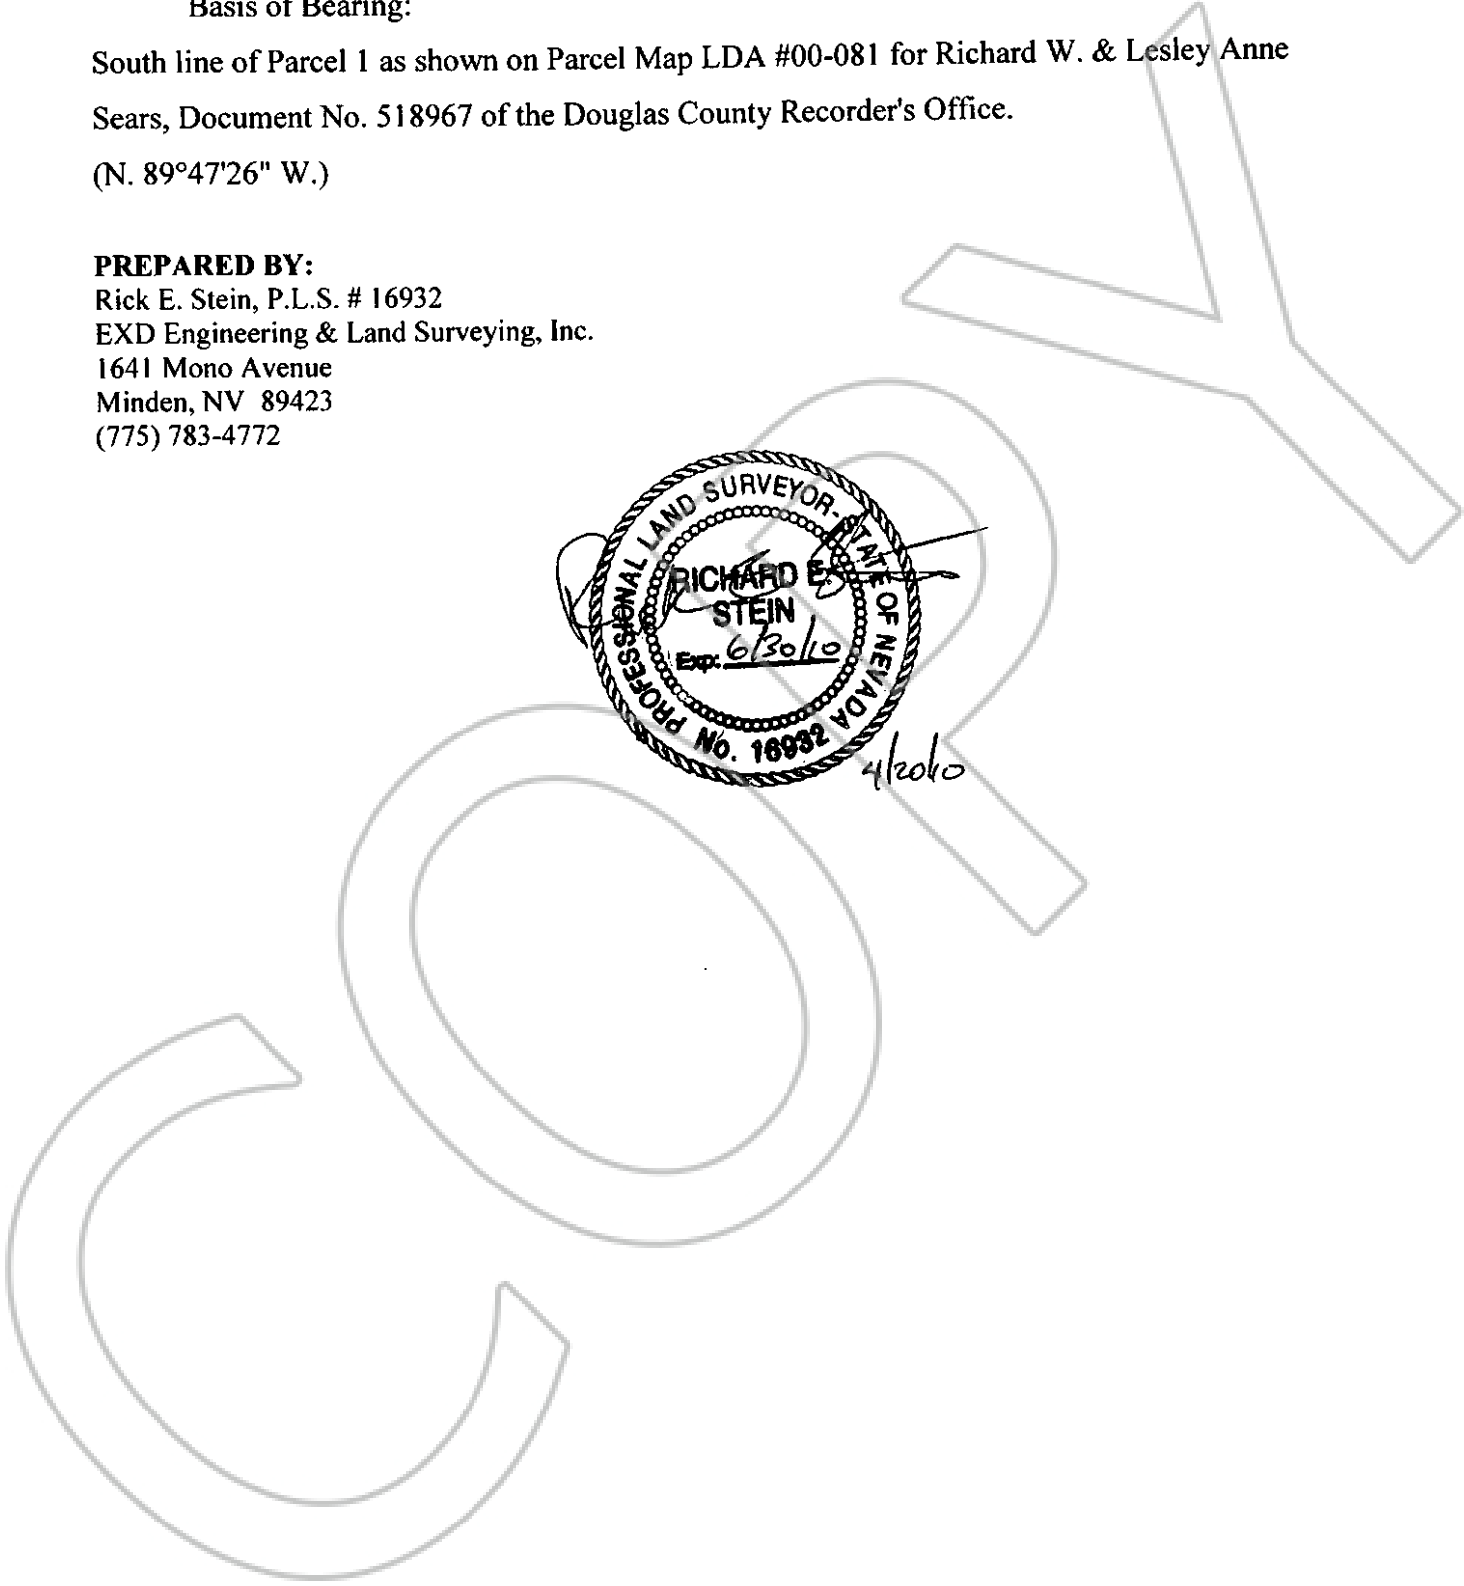 Basis of Bearing:
South line of Parcel 1 as shown on Parcel Map LDA #00-081 for Richard W. & Lesley Anne
Sears, Document No. 518967 of the Douglas County Recorder's Office.
(N. 89°47'26" W.)
PREPARED BY:
Rick E. Stein, P.L.S. # 16932
EXD Engineering & Land Surveying, Inc.
1641 Mono Avenue
Minden, NV 89423
(775) 783-4772
PROFESSIONAL LAND SURVEYOR-STATE OF NEVADA
RICHARD E.
STEIN
Exp: 6/30/10
No. 16932
4/20/10
COPY